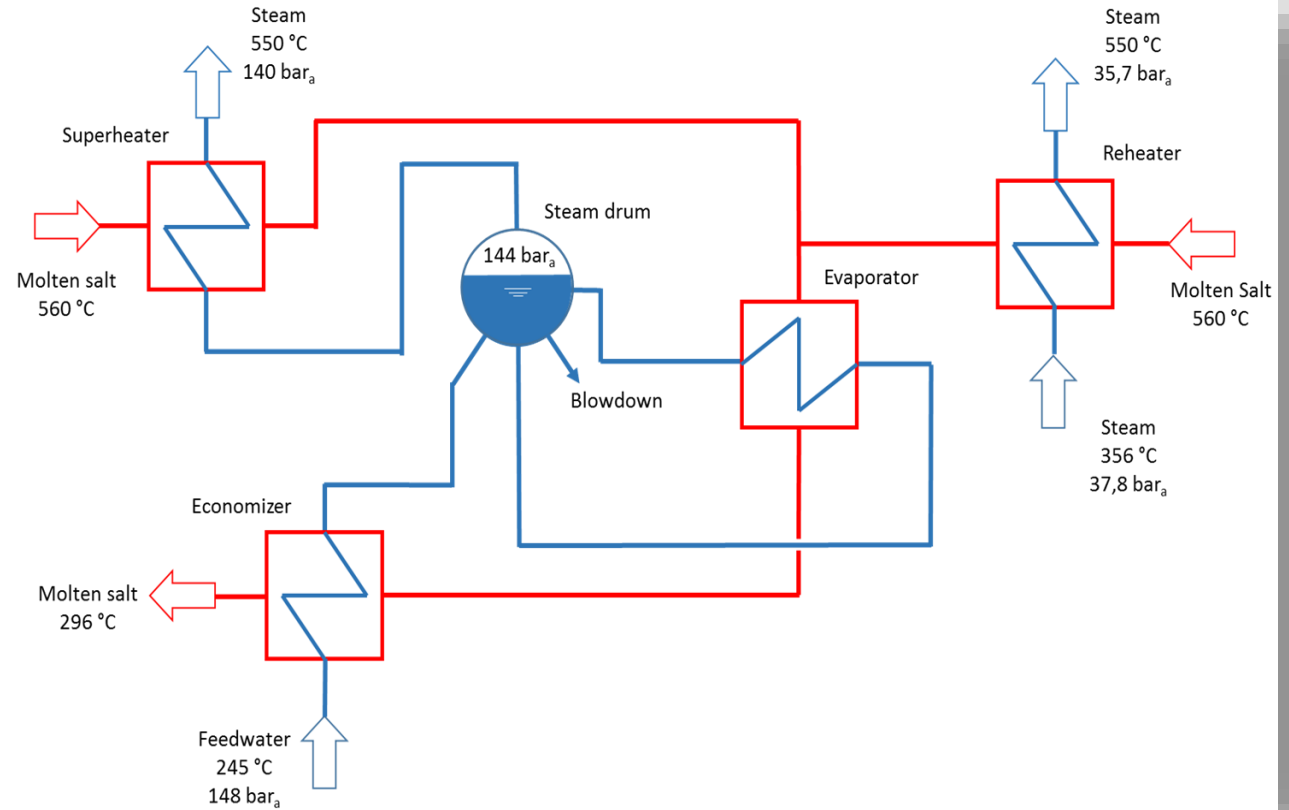 Steam
550 °C
140 barₐ
Superheater
Molten salt
560 °C
Steam drum
144 barₐ
Blowdown
Evaporator
Steam
550 °C
35,7 barₐ
Reheater
Molten Salt
560 °C
Steam
356 °C
37,8 barₐ
Economizer
Molten salt
296 °C
Feedwater
245 °C
148 barₐ